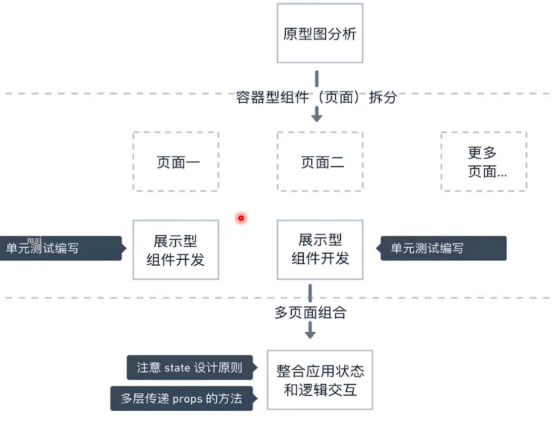 原型图分析
容器型组件（页面）拆分
页面一
页面二
更多
页面...
单元测试编写
展示型
组件开发
展示型
组件开发
单元测试编写
多页面组合
注意 state 设计原则
多层传递 props 的方法
整合应用状态
和逻辑交互